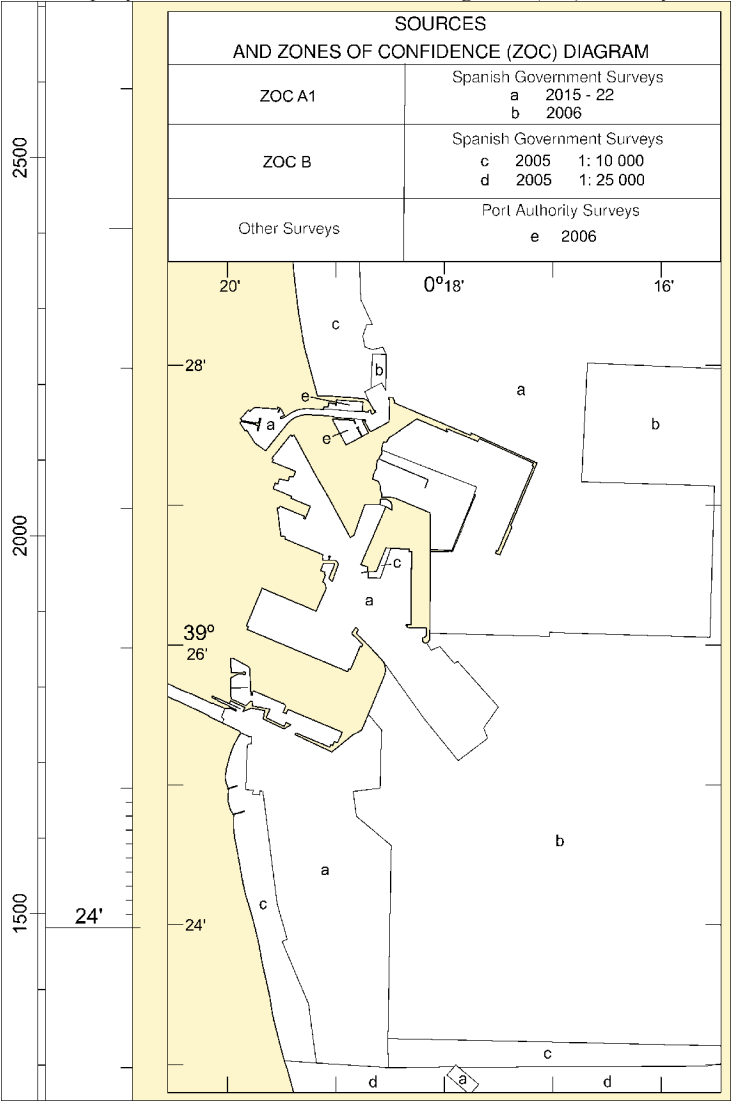 SOURCES
AND ZONES OF CONFIDENCE (ZOC) DIAGRAM
ZOC A1
Spanish Government Surveys
a 2015 - 22
b 2006
ZOC B
Spanish Government Surveys
c 2005 1: 10 000
d 2005 1: 25 000
Other Surveys
Port Authority Surveys
e 2006
20' 0º18' 16'
c
28'
b
a
e
b
a
e
c
a
39º
26'
b
a
c
24'
c
d a d
2500
2000
1500
24'